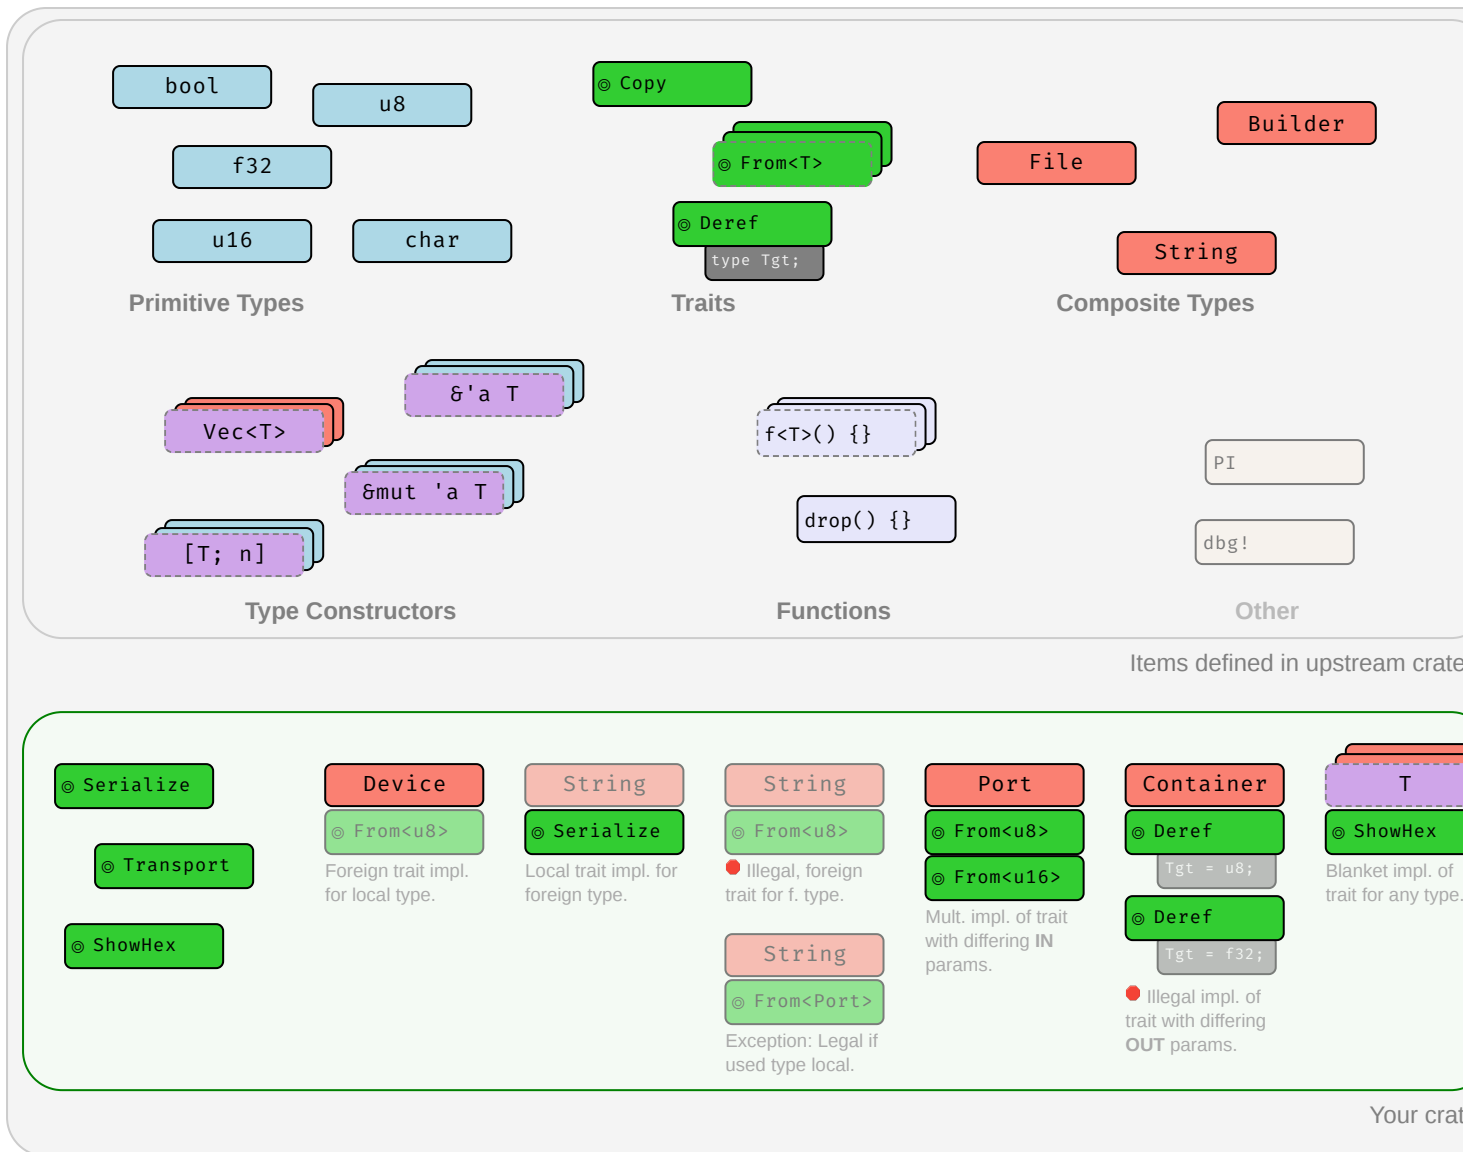 bool
u8
f32
u16
char
Primitive Types
⌾ Copy
⌾ From<T>
⌾ Deref
type Tgt;
Traits
Builder
File
String
Composite Types
Vec<T>
&'a T
&mut 'a T
[T; n]
Type Constructors
f<T>() {}
drop() {}
Functions
PI
dbg!
Other
Items defined in upstream crate
⌾ Serialize
⌾ Transport
⌾ ShowHex
Device
⌾ From<u8>
Foreign trait impl.
for local type.
String
⌾ Serialize
Local trait impl. for
foreign type.
String
⌾ From<u8>
🛑 Illegal, foreign
trait for f. type.
String
⌾ From<Port>
Exception: Legal if
used type local.
Port
⌾ From<u8>
⌾ From<u16>
Mult. impl. of trait
with differing IN
params.
Container
⌾ Deref
Tgt = u8;
⌾ Deref
Tgt = f32;
🛑 Illegal impl. of
trait with differing
OUT params.
T
⌾ ShowHex
Blanket impl. of
trait for any type.
Your crat